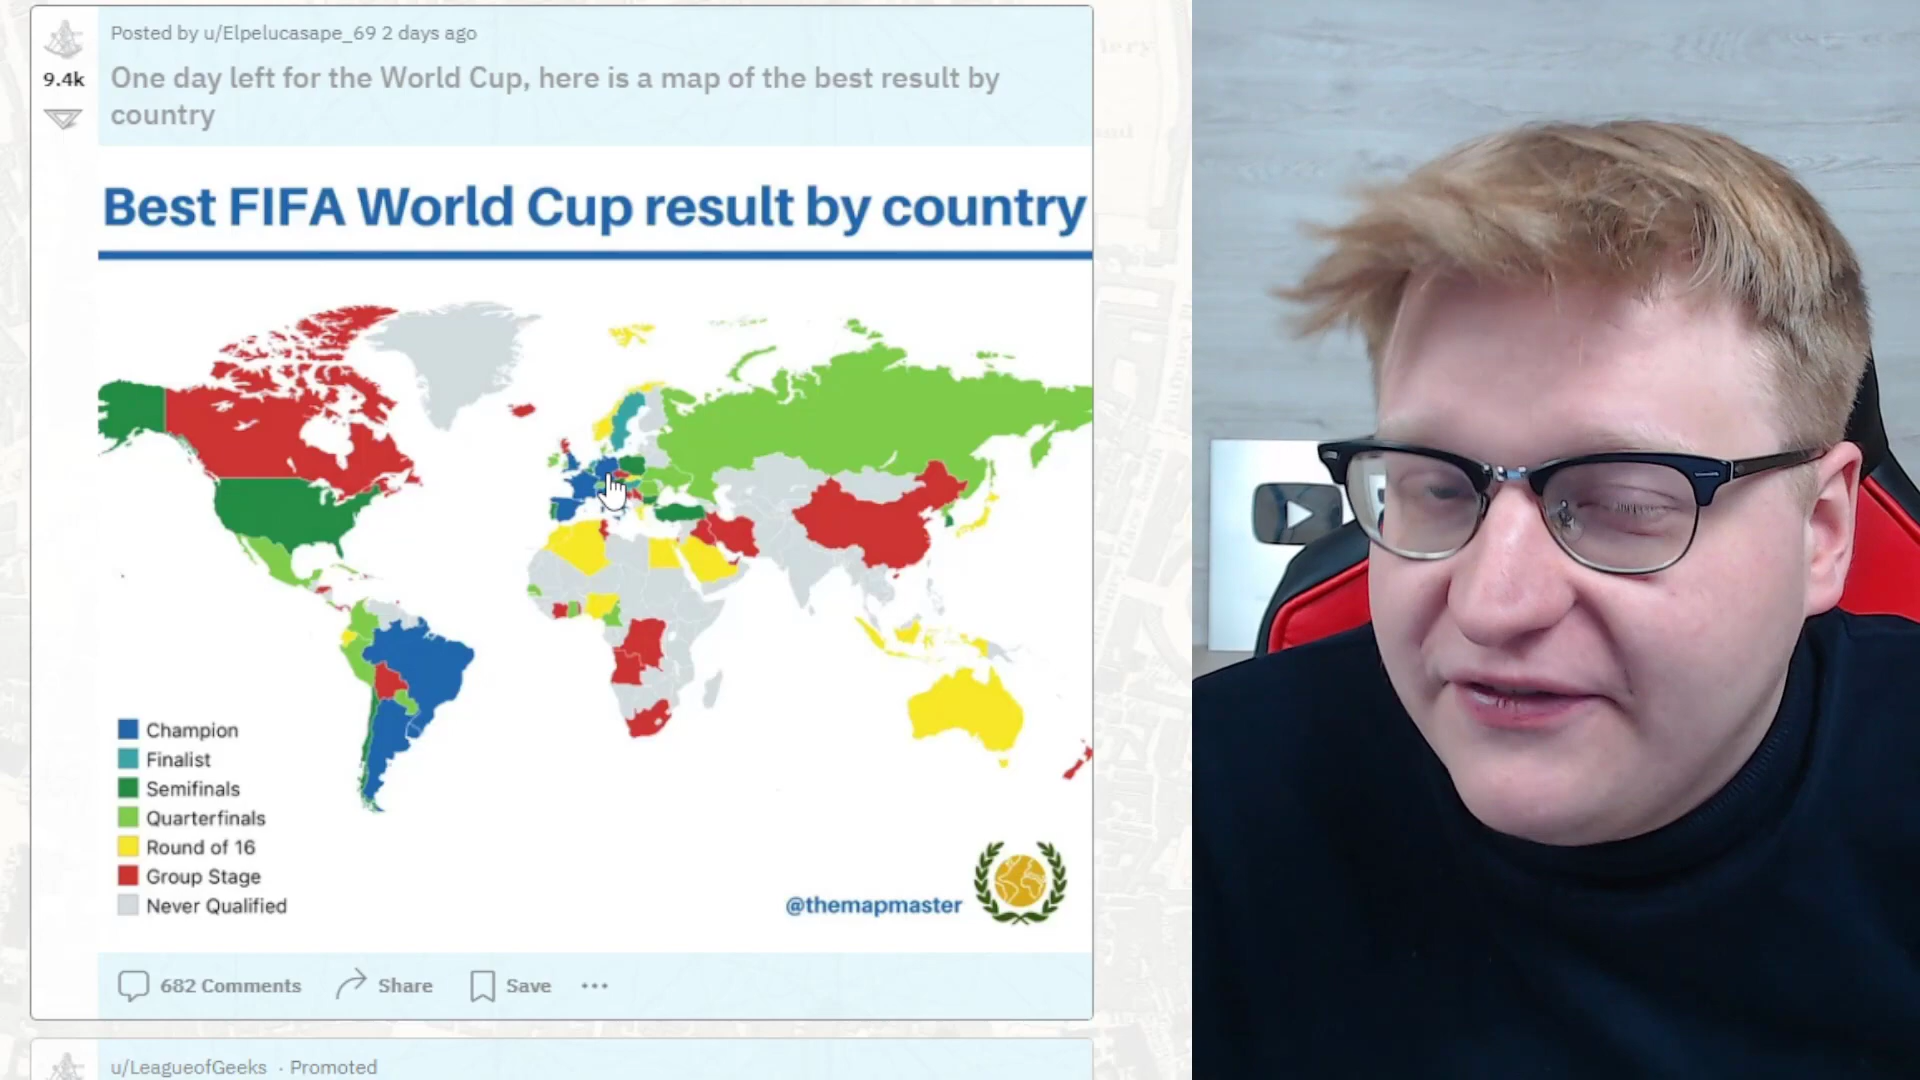 Posted by u/Elpelucasape_69 2 days ago
9.4k
One day left for the World Cup, here is a map of the best result by
country
Best FIFA World Cup result by country
Champion
Finalist
Semifinals
Quarterfinals
Round of 16
Group Stage
Never Qualified
@themapmaster
682 Comments
Share
Save
u/LeagueofGeeks · Promoted